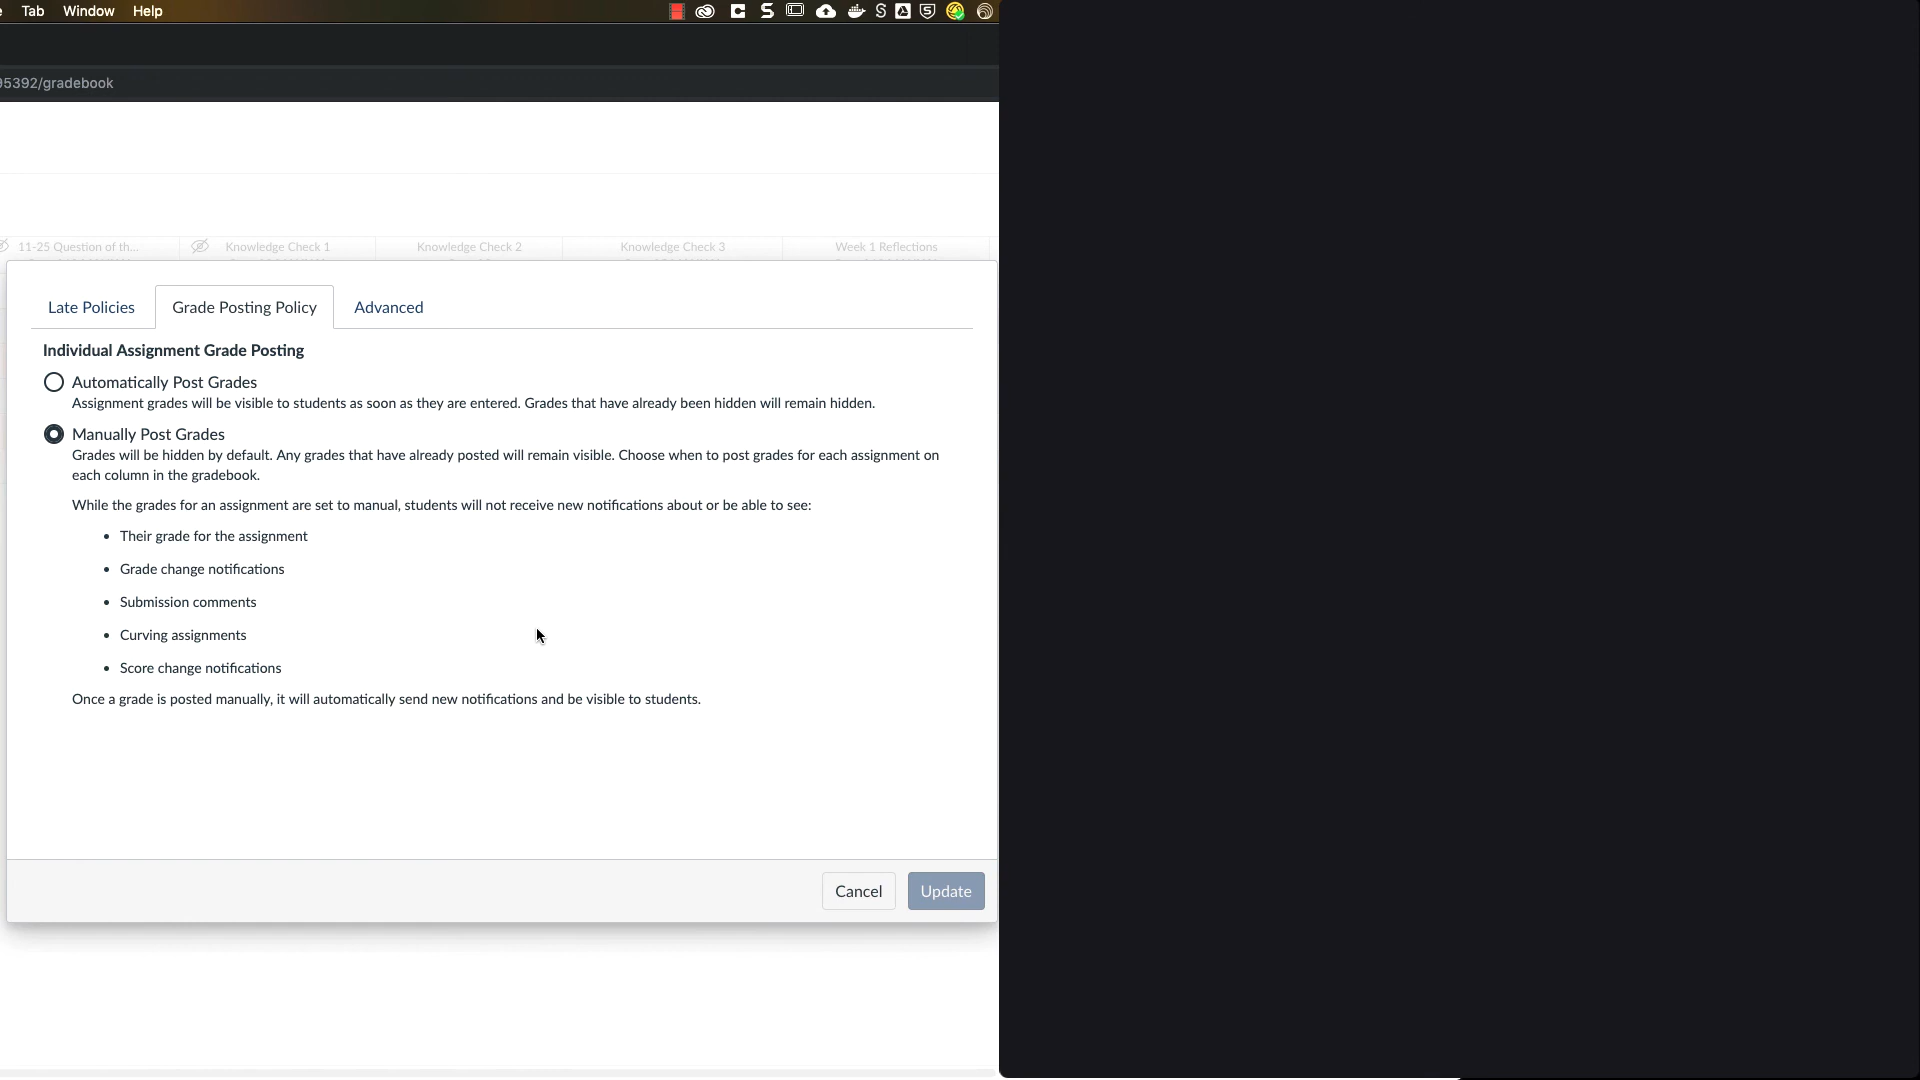 Tab Window Help
95392/gradebook
11-25 Question of th... Knowledge Check 1 Knowledge Check 2 Knowledge Check 3 Week 1 Reflections
Late Policies Grade Posting Policy Advanced
Individual Assignment Grade Posting
Automatically Post Grades
Assignment grades will be visible to students as soon as they are entered. Grades that have already been hidden will remain hidden.
Manually Post Grades
Grades will be hidden by default. Any grades that have already posted will remain visible. Choose when to post grades for each assignment on
each column in the gradebook.
While the grades for an assignment are set to manual, students will not receive new notifications about or be able to see:
• Their grade for the assignment
• Grade change notifications
• Submission comments
• Curving assignments
• Score change notifications
Once a grade is posted manually, it will automatically send new notifications and be visible to students.
Cancel Update